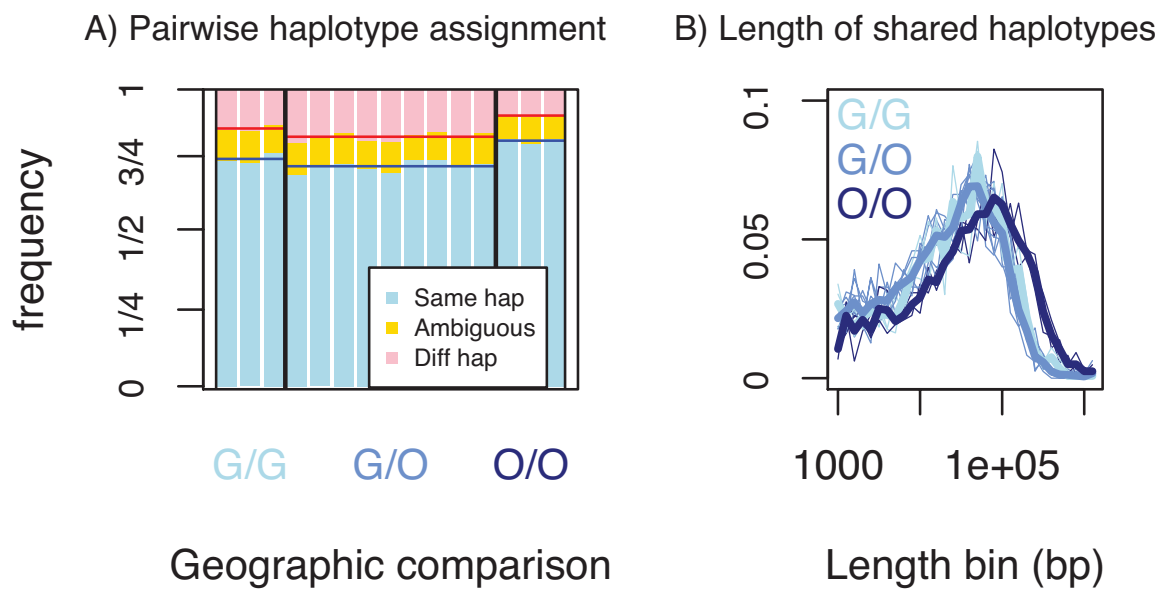 A) Pairwise haplotype assignment
frequency
1
3/4
1/2
1/4
0
Same hap
Ambiguous
Diff hap
G/G
G/O
O/O
Geographic comparison
B) Length of shared haplotypes
0.1
0.05
0
G/G
G/O
O/O
1000
1e+05
Length bin (bp)